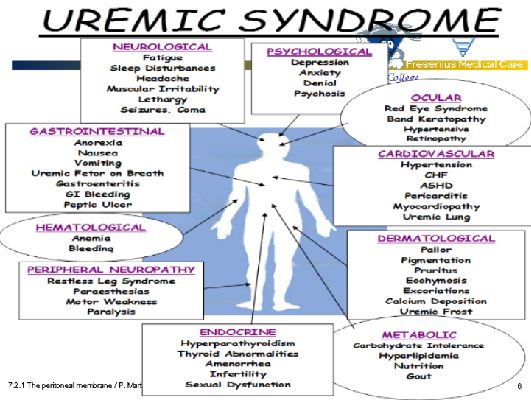 UREMIC SYNDROME
Fresenius Medical Care
College
NEUROLOGICAL
Fatigue
Sleep Disturbances
Headache
Muscular Irritability
Lethargy
Seizures, Coma
PSYCHOLOGICAL
Depression
Anxiety
Denial
Psychosis
OCULAR
Red Eye Syndrome
Band Keratopathy
Hypertensive
Retinopathy
GASTROINTESTINAL
Anorexia
Nausea
Vomiting
Uremic Fetor on Breath
Gastroenteritis
GI Bleeding
Peptic Ulcer
CARDIOVASCULAR
Hypertension
CHF
ASHD
Pericarditis
Myocardiopathy
Uremic Lung
HEMATOLOGICAL
Anemia
Bleeding
DERMATOLOGICAL
Pallor
Pigmentation
Pruritus
Ecchymosis
Excoriations
Calcium Deposition
Uremic Frost
PERIPHERAL NEUROPATHY
Restless Leg Syndrome
Paraesthesias
Motor Weakness
Paralysis
ENDOCRINE
Hyperparathyroidism
Thyroid Abnormalities
Amenorrhea
Infertility
Sexual Dysfunction
METABOLIC
Carbohydrate Intolerance
Hyperlipidemia
Nutrition
Gout
7.2.1 The peritoneal membrane / P. Mart
6